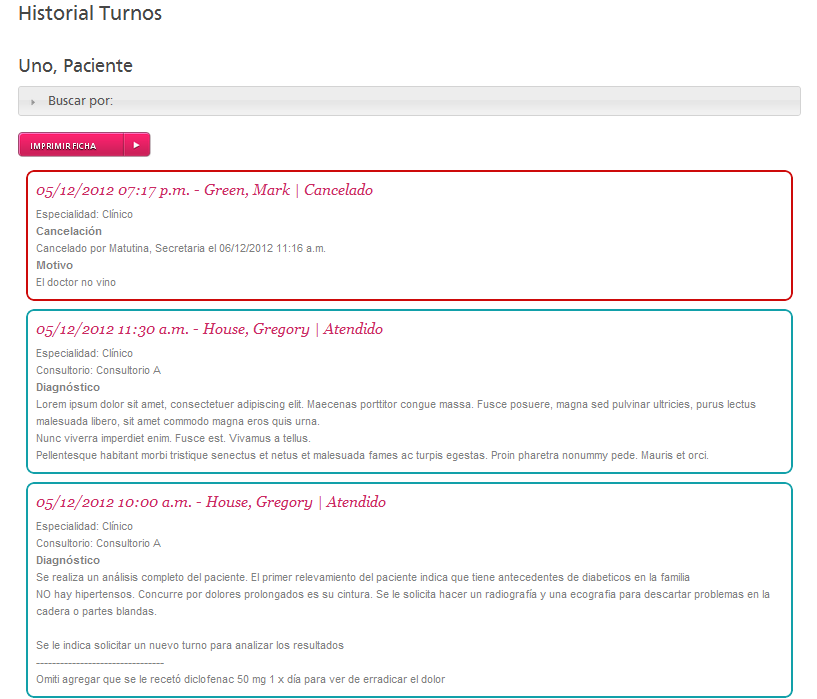 Historial Turnos
Uno, Paciente
Buscar por:
IMPRIMIR FICHA
05/12/2012 07:17 p.m. - Green, Mark | Cancelado
Especialidad: Clínico
Cancelación
Cancelado por Matutina, Secretaria el 06/12/2012 11:16 a.m.
Motivo
El doctor no vino
05/12/2012 11:30 a.m. - House, Gregory | Atendido
Especialidad: Clínico
Consultorio: Consultorio A
Diagnóstico
Lorem ipsum dolor sit amet, consectetuer adipiscing elit. Maecenas porttitor congue massa. Fusce posuere, magna sed pulvinar ultricies, purus lectus
malesuada libero, sit amet commodo magna eros quis urna.
Nunc viverra imperdiet enim. Fusce est. Vivamus a tellus.
Pellentesque habitant morbi tristique senectus et netus et malesuada fames ac turpis egestas. Proin pharetra nonummy pede. Mauris et orci.
05/12/2012 10:00 a.m. - House, Gregory | Atendido
Especialidad: Clínico
Consultorio: Consultorio A
Diagnóstico
Se realiza un análisis completo del paciente. El primer relevamiento del paciente indica que tiene antecedentes de diabeticos en la familia
NO hay hipertensos. Concurre por dolores prolongados es su cintura. Se le solicita hacer un radiografía y una ecografia para descartar problemas en la
cadera o partes blandas.
Se le indica solicitar un nuevo turno para analizar los resultados
--------------------------------
Omiti agregar que se le recetó diclofenac 50 mg 1 x día para ver de erradicar el dolor